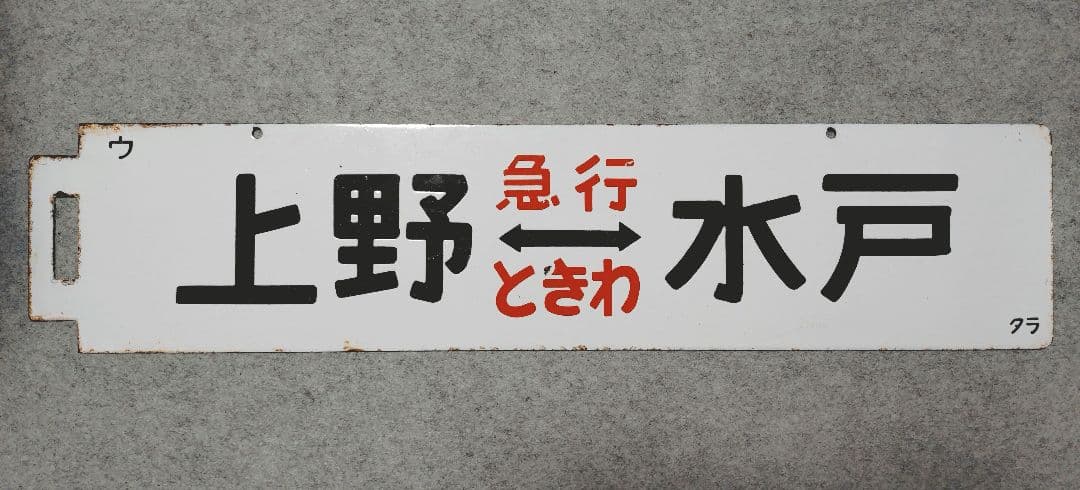 ウ
急行
上野 ↔ 水戸
ときわ
タラ